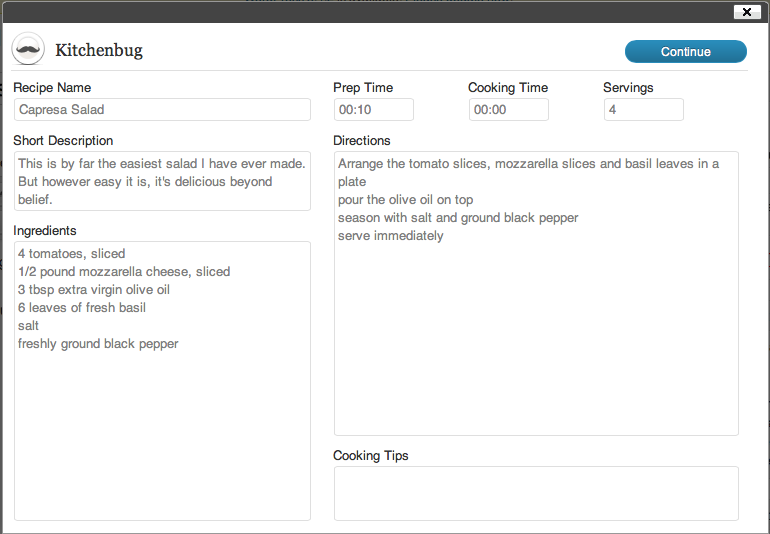 Kitchenbug
Continue
Recipe Name
Capresa Salad
Prep Time
00:10
Cooking Time
00:00
Servings
4
Short Description
This is by far the easiest salad I have ever made.
But however easy it is, it's delicious beyond
belief.
Ingredients
4 tomatoes, sliced
1/2 pound mozzarella cheese, sliced
3 tbsp extra virgin olive oil
6 leaves of fresh basil
salt
freshly ground black pepper
Directions
Arrange the tomato slices, mozzarella slices and basil leaves in a
plate
pour the olive oil on top
season with salt and ground black pepper
serve immediately
Cooking Tips